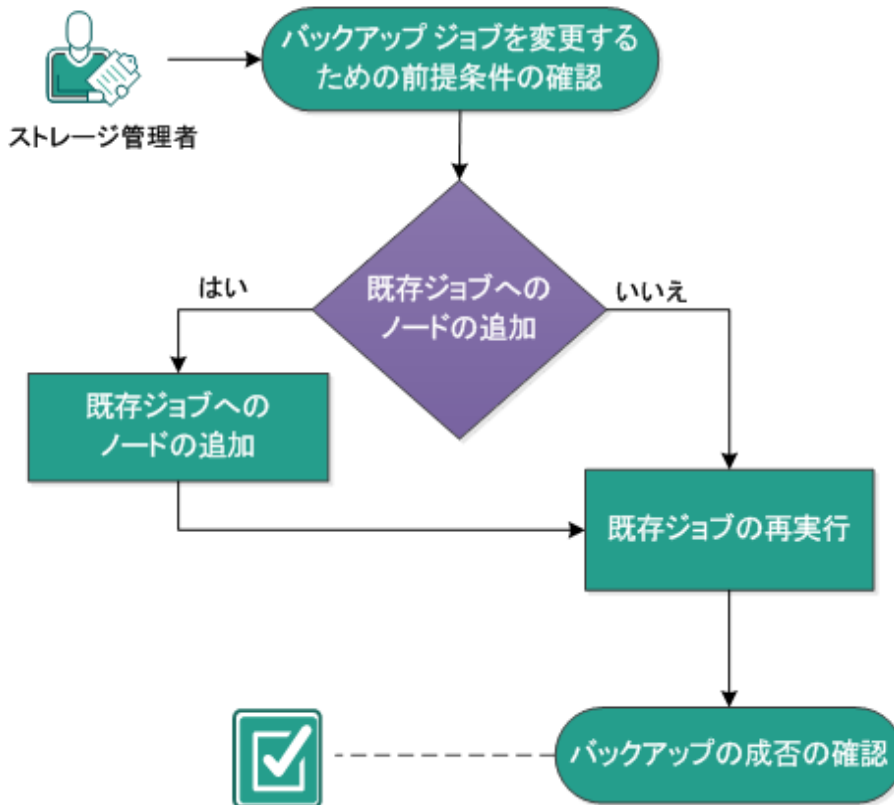 バックアップ ジョブを変更する
ための前提条件の確認
ストレージ管理者
既存ジョブへの
ノードの追加
はい
いいえ
既存ジョブへの
ノードの追加
既存ジョブの再実行
バックアップの成否の確認